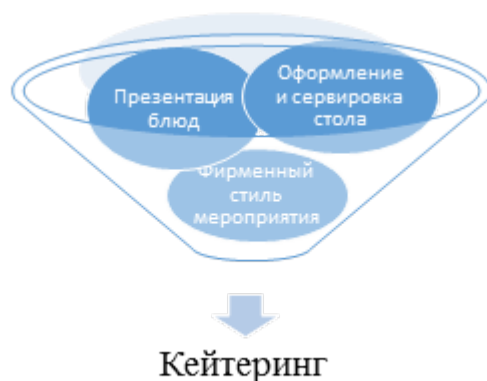 Презентация
блюд
Оформление
и сервировка
стола
Фирменный
стиль
мероприятия
Кейтеринг